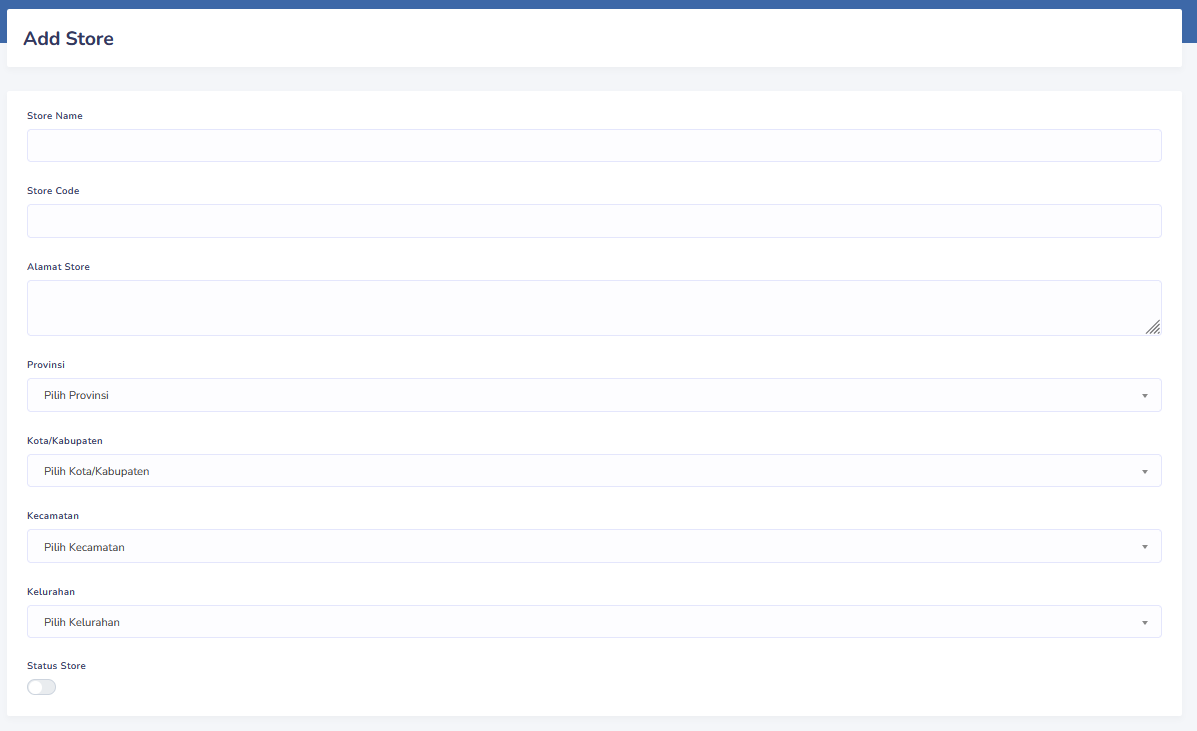 Add Store
Store Name
Store Code
Alamat Store
Provinsi
Pilih Provinsi
Kota/Kabupaten
Pilih Kota/Kabupaten
Kecamatan
Pilih Kecamatan
Kelurahan
Pilih Kelurahan
Status Store